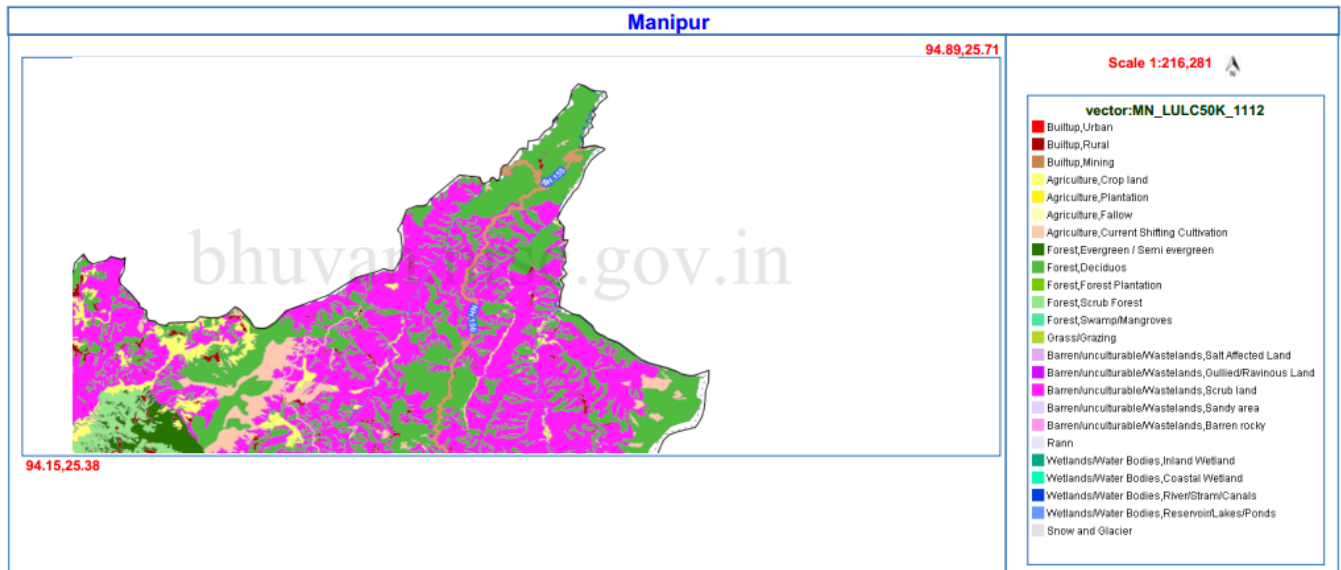 Manipur
94.89,25.71
Scale 1:216,281
N
vector:MN_LULC50K_1112
Builtup,Urban
Builtup,Rural
Builtup,Mining
Agriculture,Crop land
Agriculture,Plantation
Agriculture,Fallow
Agriculture,Current Shifting Cultivation
Forest,Evergreen / Semi evergreen
Forest,Deciduos
Forest,Forest Plantation
Forest,Scrub Forest
Forest,Swamp/Mangroves
Grass/Grazing
Barren/unculturable/Wastelands,Salt Affected Land
Barren/unculturable/Wastelands,Gullied/Ravinous Land
Barren/unculturable/Wastelands,Scrub land
Barren/unculturable/Wastelands,Sandy area
Barren/unculturable/Wastelands,Barren rocky
Rann
Wetlands/Water Bodies,Inland Wetland
Wetlands/Water Bodies,Coastal Wetland
Wetlands/Water Bodies,River/Stram/Canals
Wetlands/Water Bodies,Reservoir/Lakes/Ponds
Snow and Glacier
NH-150
94.15,25.38